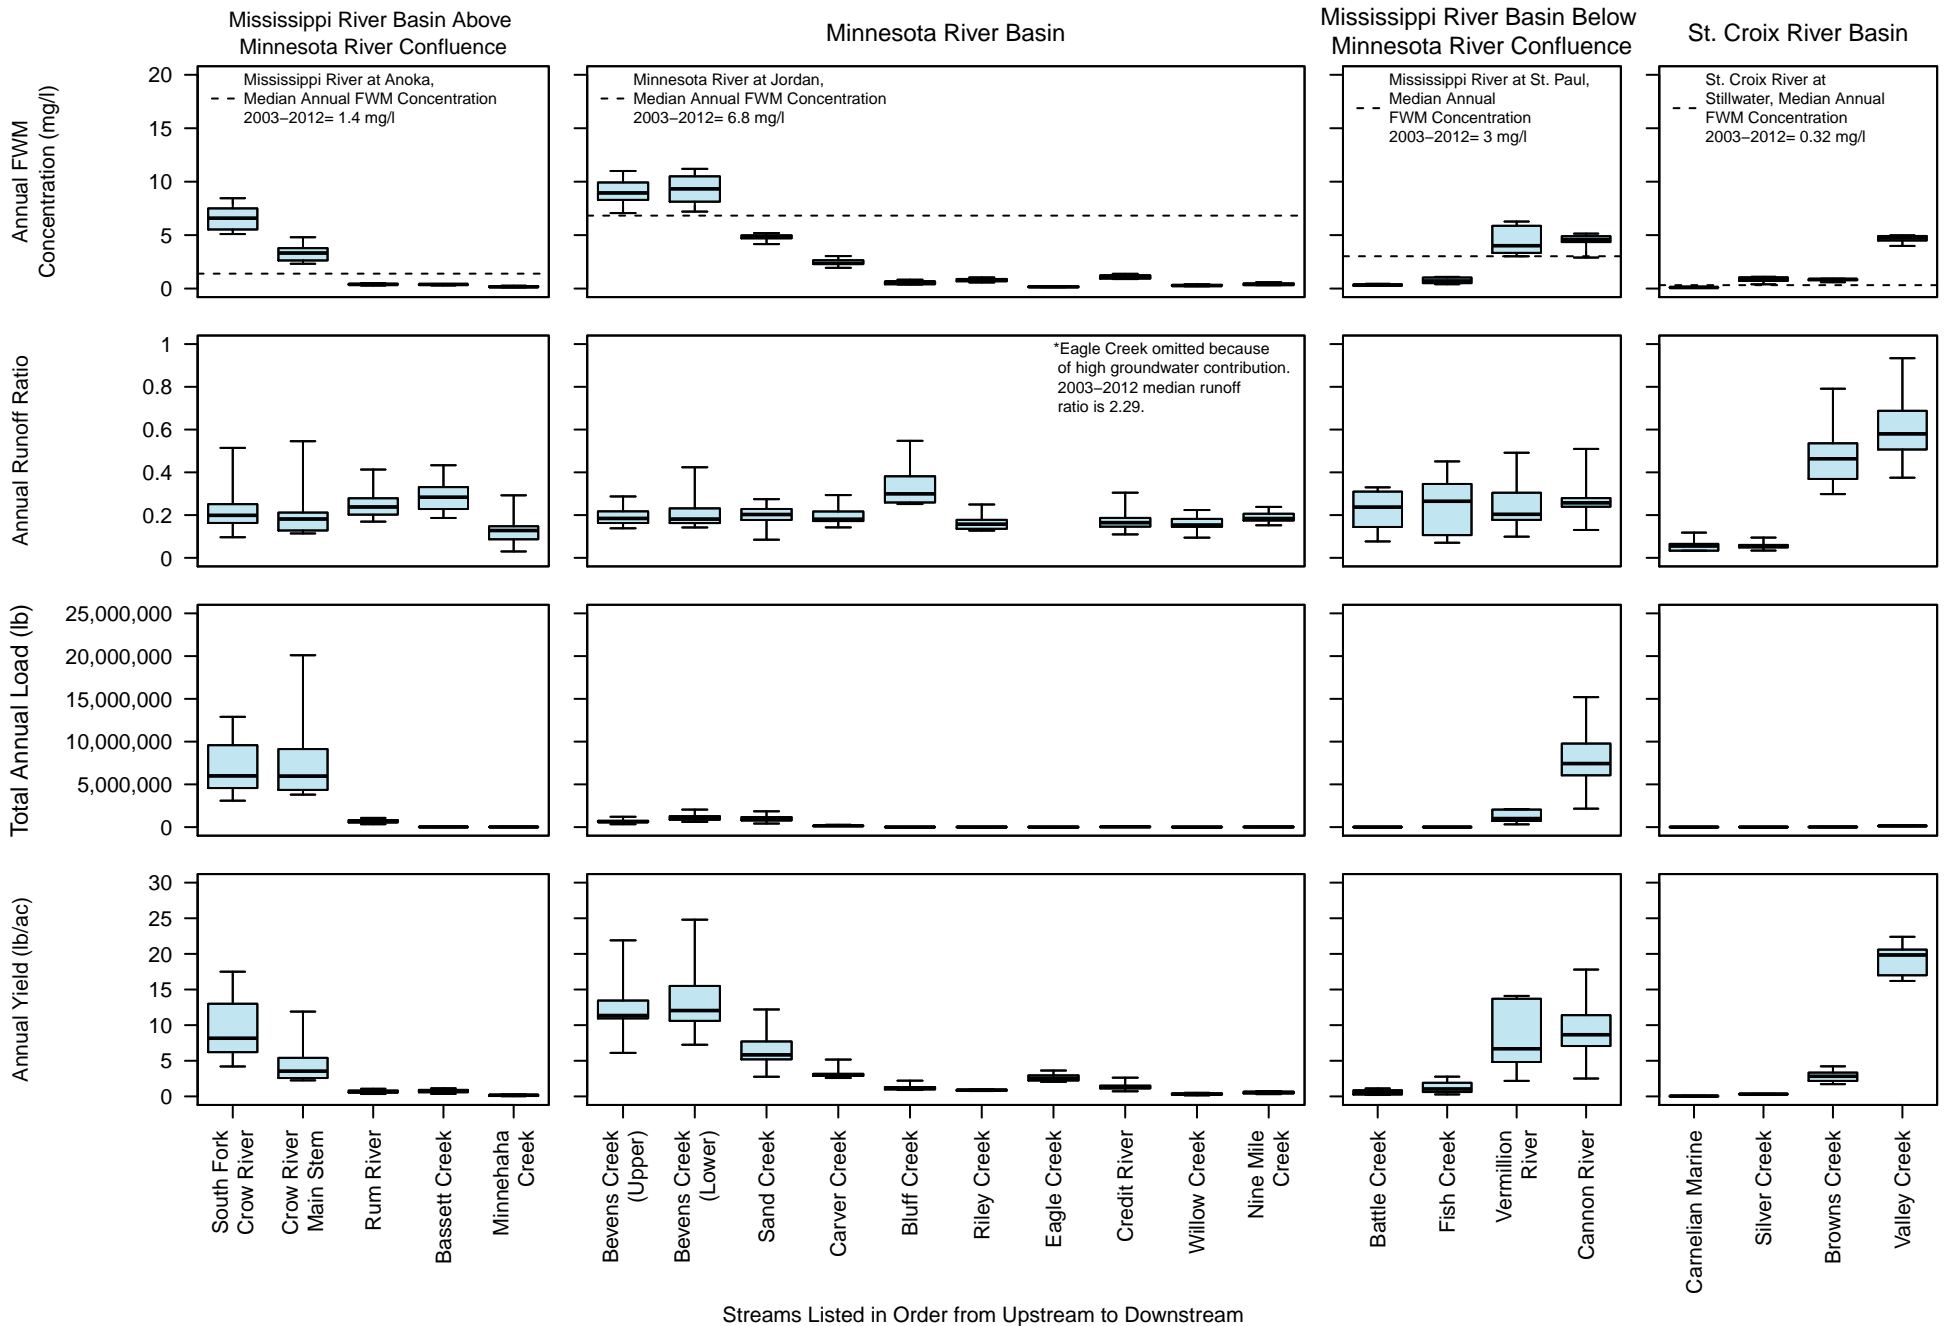 Mississippi River Basin Above
Minnesota River Confluence
Minnesota River Basin
Mississippi River Basin Below
Minnesota River Confluence
St. Croix River Basin
Annual FWM
Concentration (mg/l)
20
15
10
5
0
Mississippi River at Anoka,
Median Annual FWM Concentration
2003−2012= 1.4 mg/l
Minnesota River at Jordan,
Median Annual FWM Concentration
2003−2012= 6.8 mg/l
Mississippi River at St. Paul,
Median Annual
FWM Concentration
2003−2012= 3 mg/l
St. Croix River at
Stillwater, Median Annual
FWM Concentration
2003−2012= 0.32 mg/l
Annual Runoff Ratio
1
0.8
0.6
0.4
0.2
0
*Eagle Creek omitted because
of high groundwater contribution.
2003−2012 median runoff
ratio is 2.29.
Total Annual Load (lb)
25,000,000
20,000,000
15,000,000
10,000,000
5,000,000
0
Annual Yield (lb/ac)
30
25
20
15
10
5
0
South Fork
Crow River
Crow River
Main Stem
Rum River
Bassett Creek
Minnehaha
Creek
Bevens Creek
(Upper)
Bevens Creek
(Lower)
Sand Creek
Carver Creek
Bluff Creek
Riley Creek
Eagle Creek
Credit River
Willow Creek
Nine Mile
Creek
Battle Creek
Fish Creek
Vermillion
River
Cannon River
Carnelian Marine
Silver Creek
Browns Creek
Valley Creek
Streams Listed in Order from Upstream to Downstream